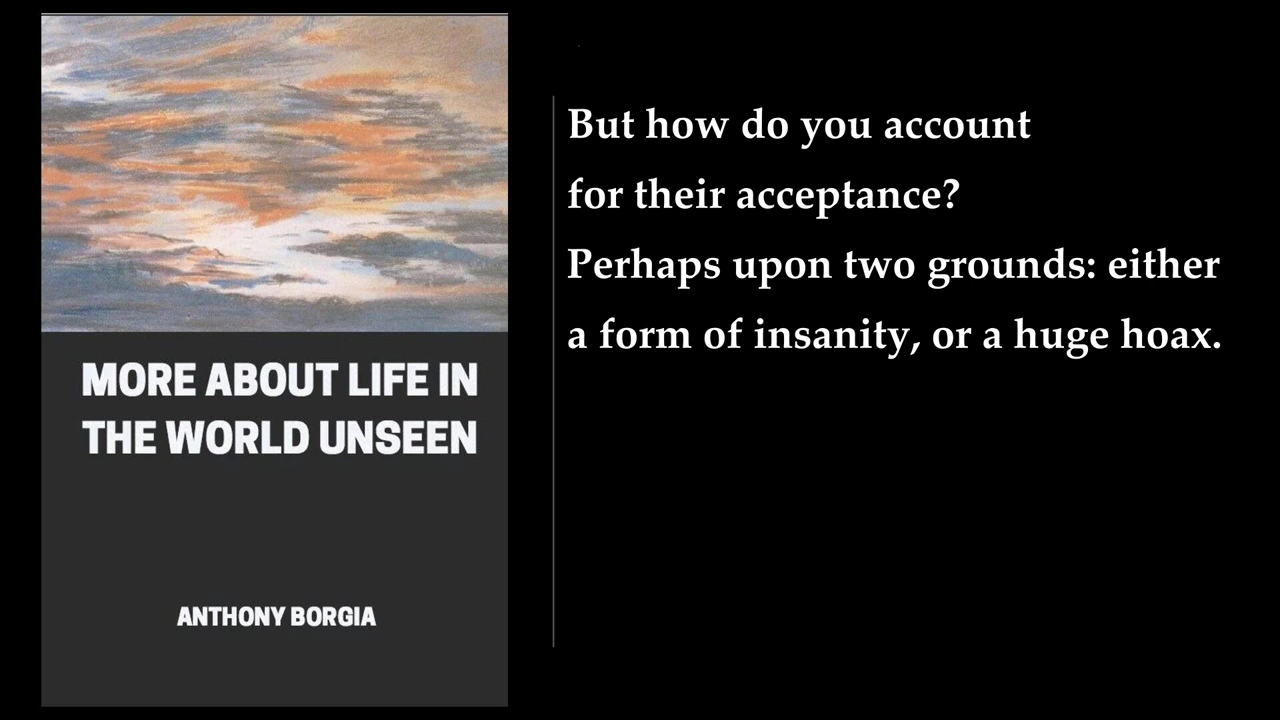 MORE ABOUT LIFE IN
THE WORLD UNSEEN
ANTHONY BORGIA
But how do you account
for their acceptance?
Perhaps upon two grounds: either
a form of insanity, or a huge hoax.